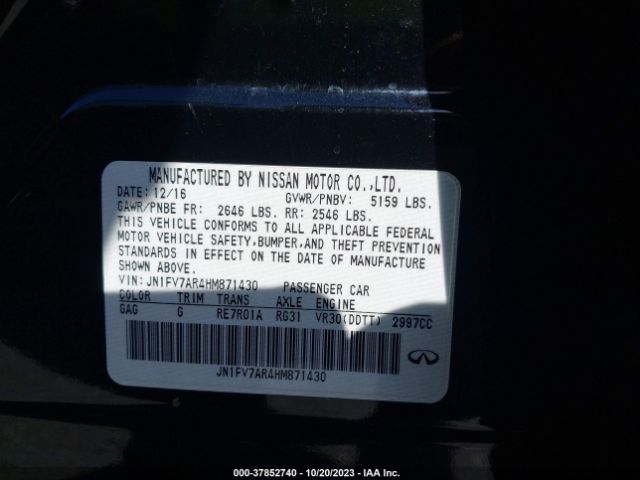 MANUFACTURED BY NISSAN MOTOR CO.,LTD.
DATE: 12/16 GVWR/PNBV: 5159 LBS.
GAWR/PNBE FR: 2646 LBS. RR: 2546 LBS.
THIS VEHICLE CONFORMS TO ALL APPLICABLE FEDERAL
MOTOR VEHICLE SAFETY,BUMPER,AND THEFT PREVENTION
STANDARDS IN EFFECT ON THE DATE OF MANUFACTURE
SHOWN ABOVE.
VIN: JN1FV7AR4HM871430 PASSENGER CAR
COLOR TRIM TRANS AXLE ENGINE
GAG G RE7R01A RG31 VR30(DDTT) 2997CC
JN1FV7AR4HM871430
INFINITI
000-37852740 | 10/20/2023 | IAA Inc.